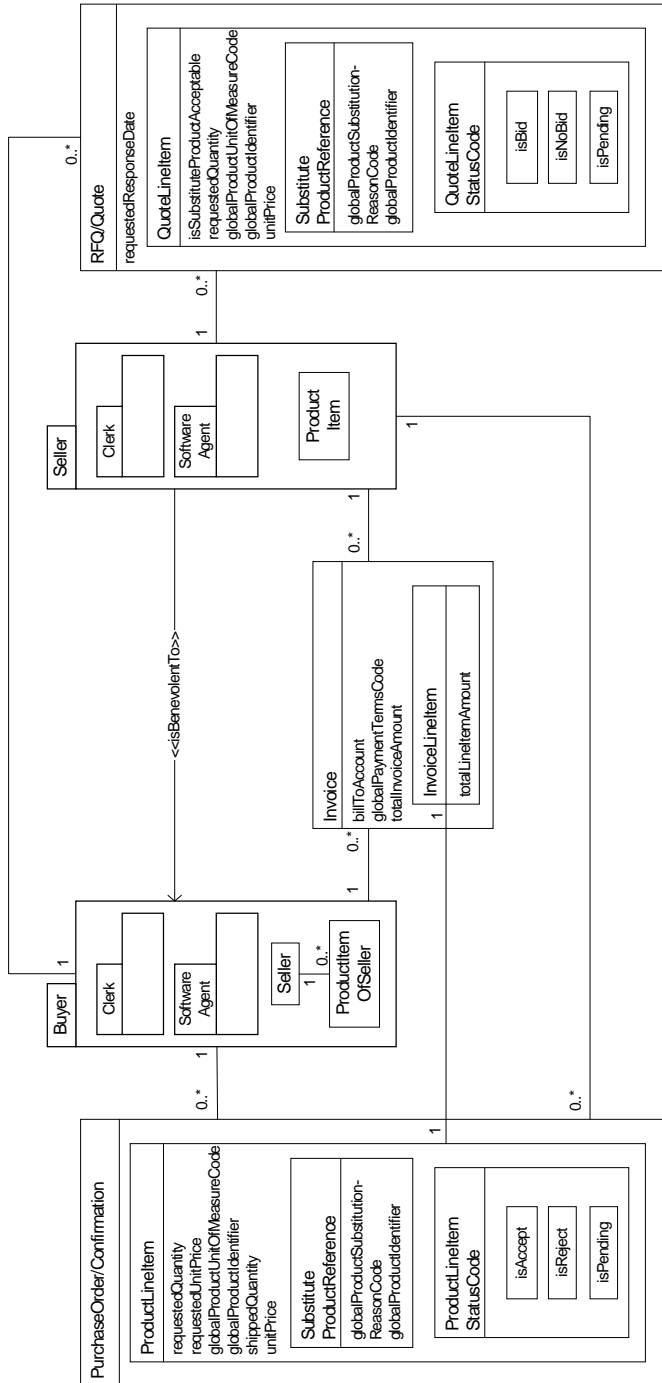 PurchaseOrder/Confirmation
ProductLineItem
requestedQuantity
requestedUnitPrice
globalProductUnitOfMeasureCode
globalProductIdentifier
shippedQuantity
unitPrice
Substitute
ProductReference
globalProductSubstitution-
ReasonCode
globalProductIdentifier
ProductLineItem
StatusCode
isAccept
isReject
isPending
0..*
1
1
0..*
Buyer
1
Clerk
Software
Agent
Seller
1
0..*
ProductItem
OfSeller
1
0..*
<<isBenevolentTo>>
Invoice
billToAccount
globalPaymentTermsCode
totalInvoiceAmount
InvoiceLineItem
1
totalLineItemAmount
0..*
1
Seller
Clerk
Software
Agent
Product
Item
1
1
0..*
0..*
RFQ/Quote
requestedResponseDate
QuoteLineItem
isSubstituteProductAcceptable
requestedQuantity
globalProductUnitOfMeasureCode
globalProductIdentifier
unitPrice
Substitute
ProductReference
globalProductSubstitution-
ReasonCode
globalProductIdentifier
QuoteLineItem
StatusCode
isBid
isNoBid
isPending